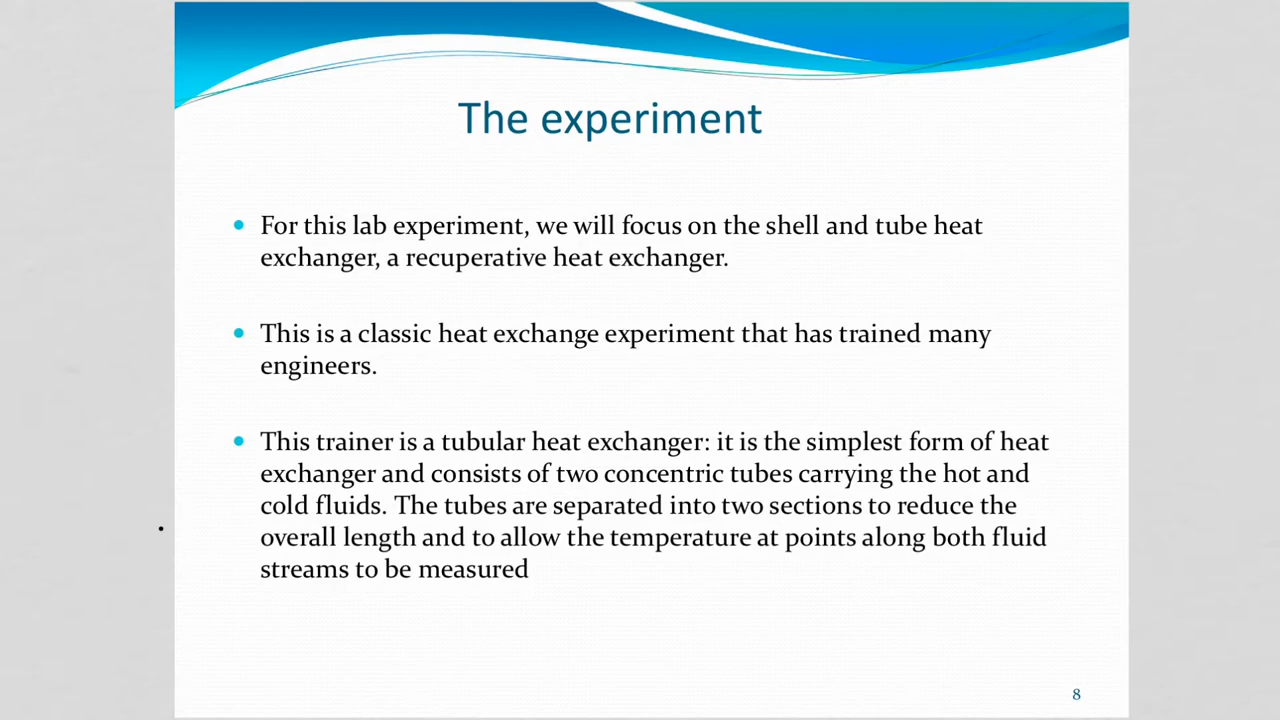 The experiment
• For this lab experiment, we will focus on the shell and tube heat
exchanger, a recuperative heat exchanger.
• This is a classic heat exchange experiment that has trained many
engineers.
• This trainer is a tubular heat exchanger: it is the simplest form of heat
exchanger and consists of two concentric tubes carrying the hot and
cold fluids. The tubes are separated into two sections to reduce the
overall length and to allow the temperature at points along both fluid
streams to be measured
8